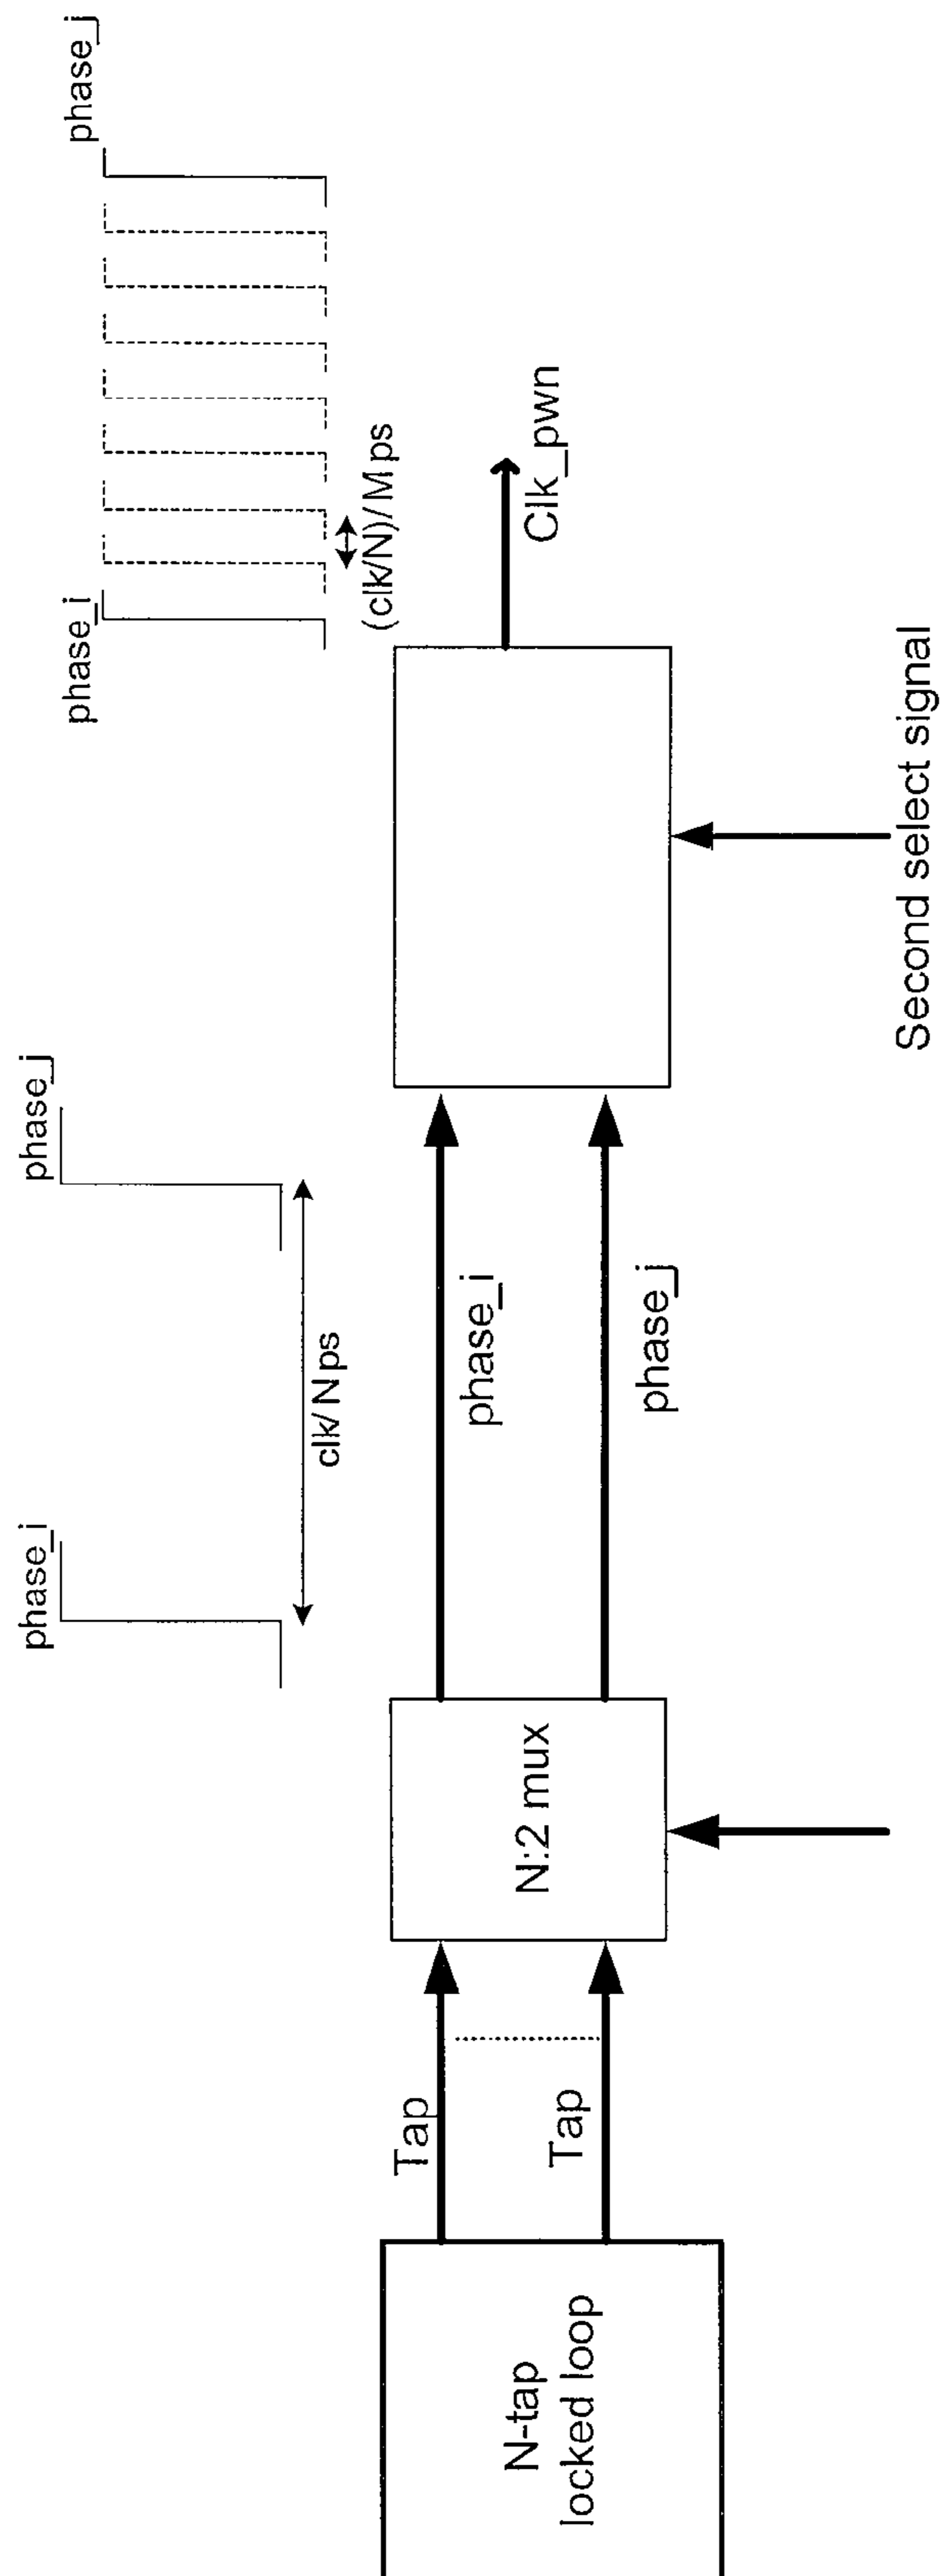 phase_i
phase_j
clk/N ps
phase_i
phase_j
(clk/N)/M ps
N-tap
locked loop
Tap
Tap
N:2 mux
phase_i
phase_j
Clk_pwn
Second select signal